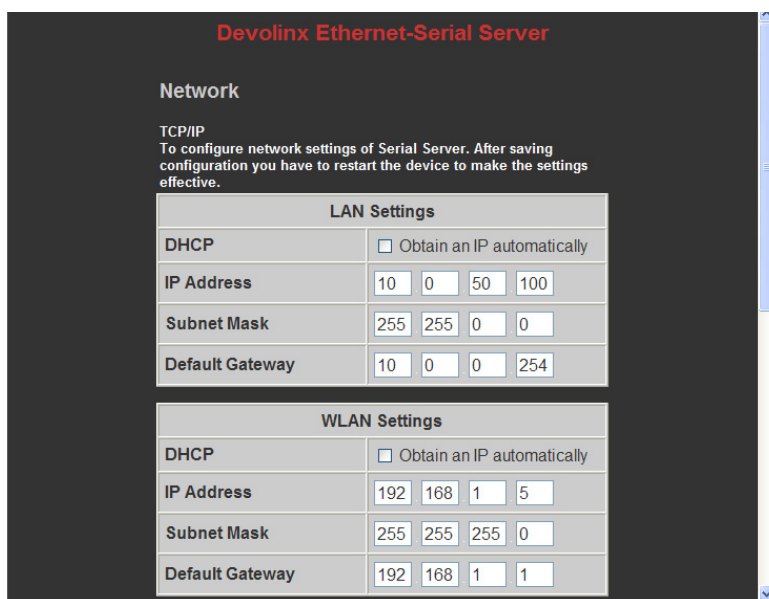 Devolinx Ethernet-Serial Server
Network
TCP/IP
To configure network settings of Serial Server. After saving
configuration you have to restart the device to make the settings
effective.
LAN Settings
DHCP Obtain an IP automatically
IP Address 10 0 50 100
Subnet Mask 255 255 0 0
Default Gateway 10 0 0 254
WLAN Settings
DHCP Obtain an IP automatically
IP Address 192 168 1 5
Subnet Mask 255 255 255 0
Default Gateway 192 168 1 1